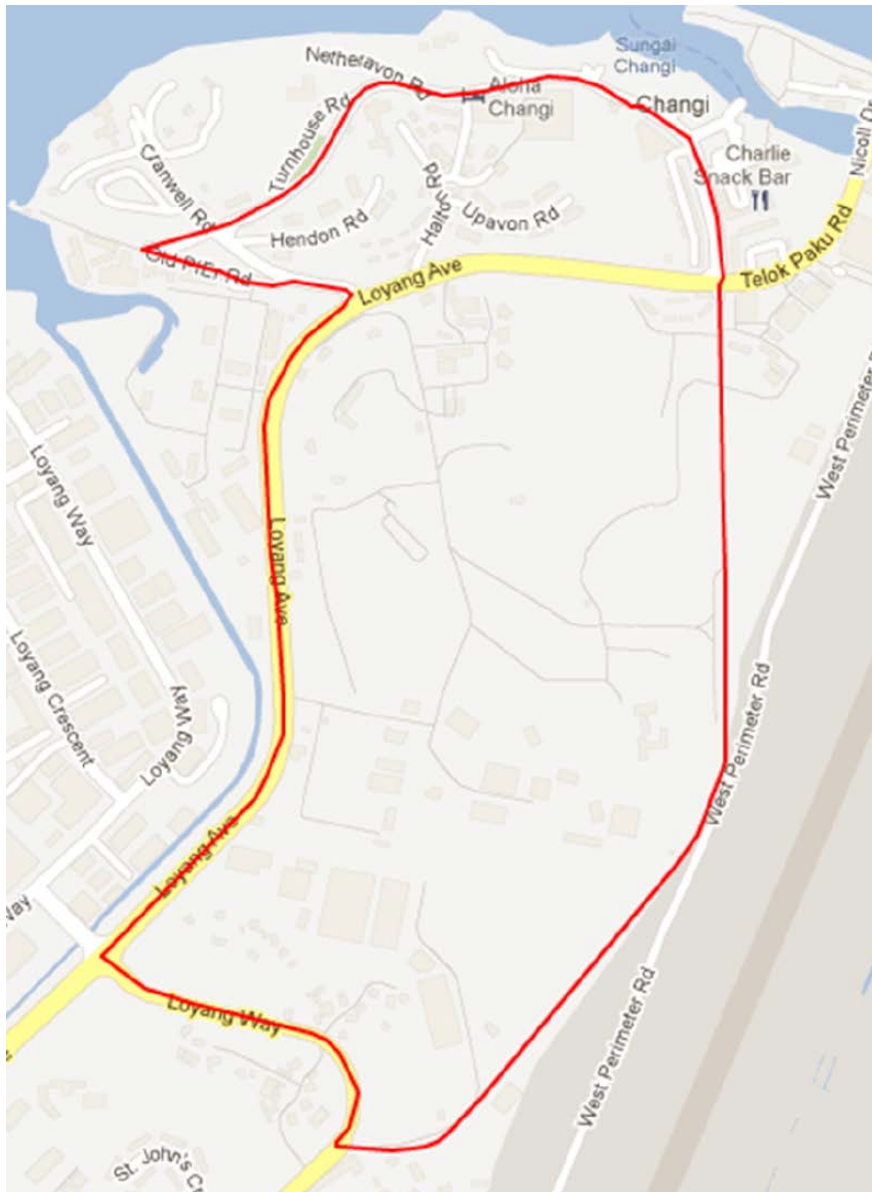 Netheravon Rd
Sungai
Changi
Aloha
Changi
Changi
Turnhouse Rd
Cranwell Rd
Charlie
Snack Bar
Nicoll Dr
Halton Rd
Upavon Rd
Hendon Rd
Telok Paku Rd
Old Pier Rd
Loyang Ave
West Perimeter R
Loyang Way
Loyang Ave
Loyang Crescent
Loyang Way
West Perimeter Rd
Loyang Ave
Way
Loyang Way
West Perimeter Rd
St. John's Cr